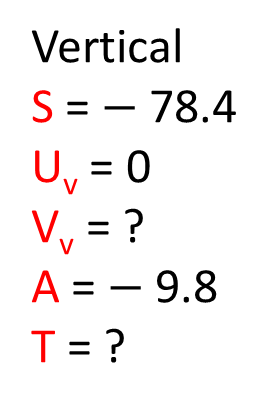 Vertical
S = − 78.4
Uv = 0
Vv = ?
A = − 9.8
T = ?